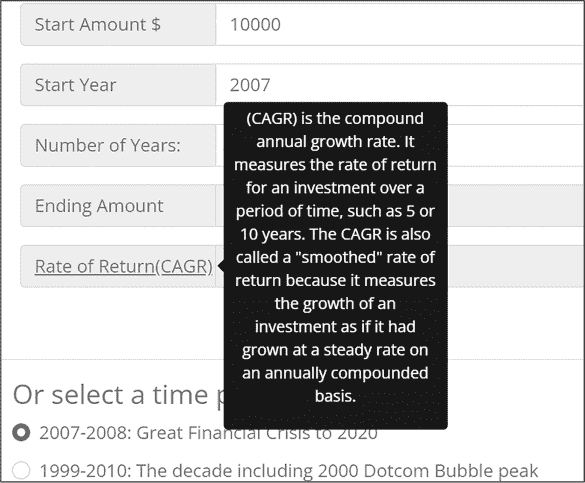 Start Amount $ 10000
Start Year 2007
Number of Years:
Ending Amount
Rate of Return(CAGR)
(CAGR) is the compound
annual growth rate. It
measures the rate of return
for an investment over a
period of time, such as 5 or
10 years. The CAGR is also
called a "smoothed" rate of
return because it measures
the growth of an
investment as if it had
grown at a steady rate on
an annually compounded
basis.
Or select a time
2007-2008: Great Financial Crisis to 2020
1999-2010: The decade including 2000 Dotcom Bubble peak